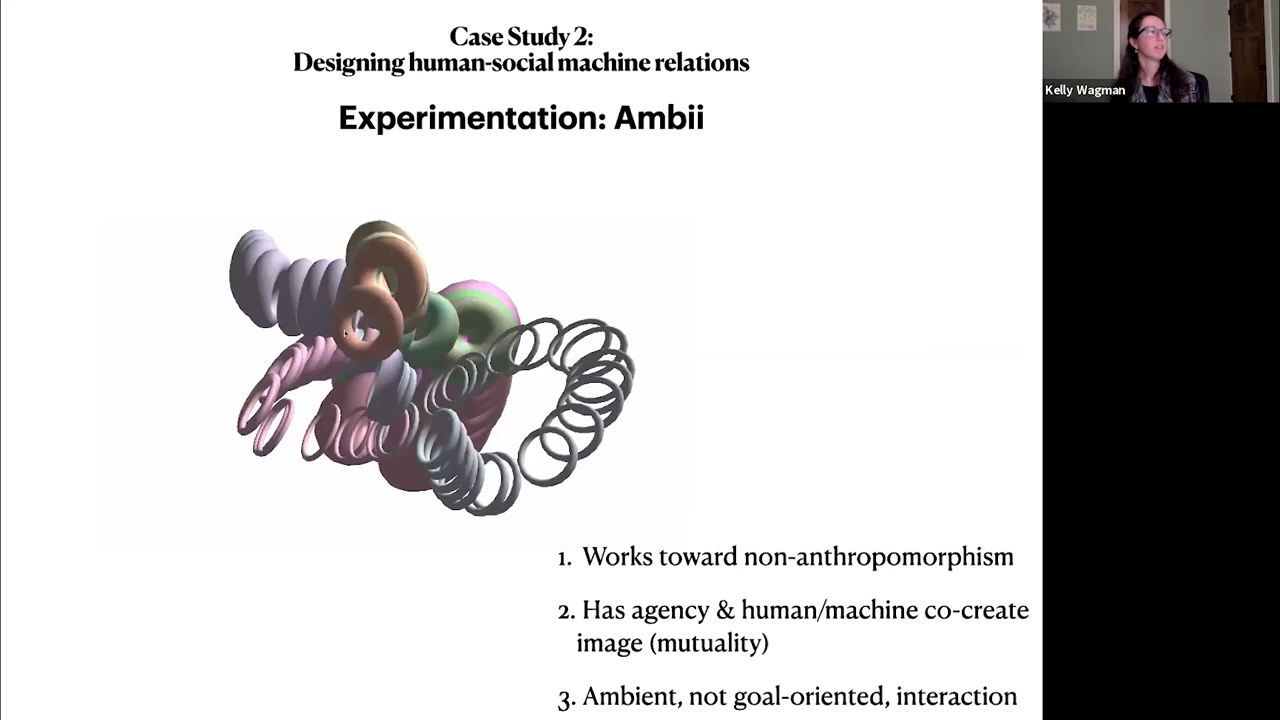 Case Study 2:
Designing human-social machine relations
Experimentation: Ambii
Kelly Wagman
1. Works toward non-anthropomorphism
2. Has agency & human/machine co-create
image (mutuality)
3. Ambient, not goal-oriented, interaction